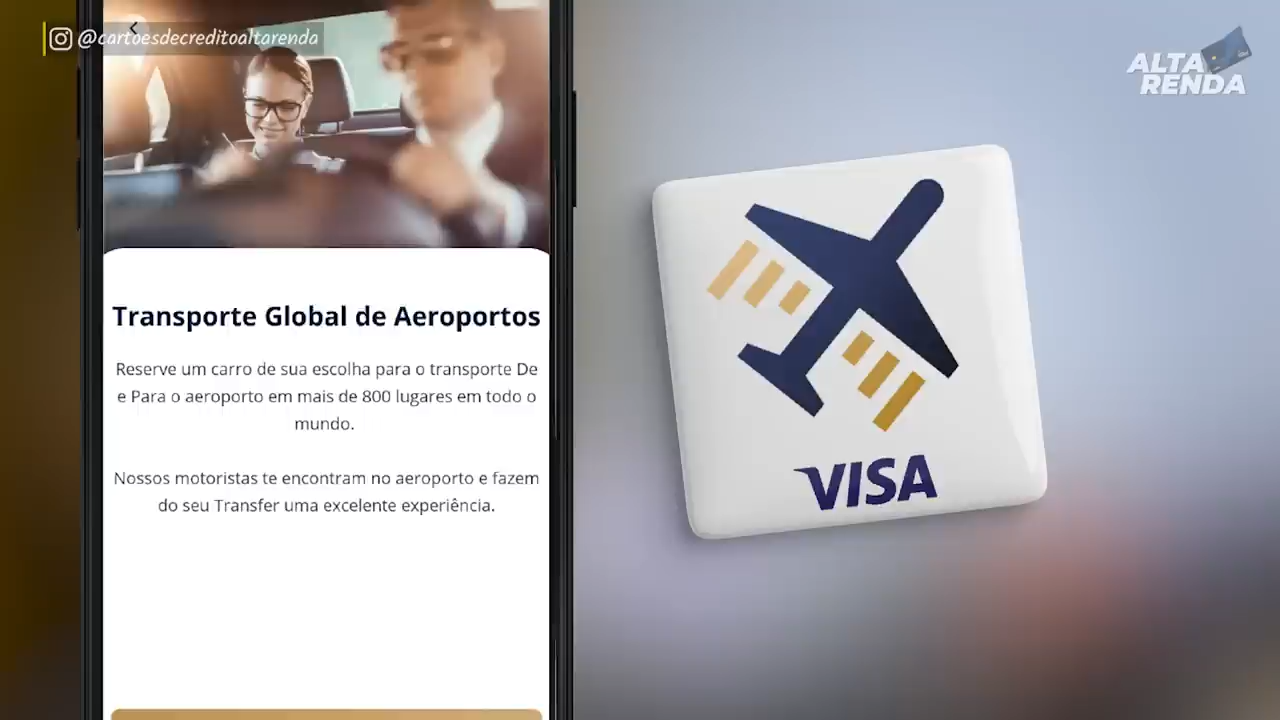 @cartoesdecreditoaltarenda
ALTA
RENDA
Transporte Global de Aeroportos
Reserve um carro de sua escolha para o transporte De
e Para o aeroporto em mais de 800 lugares em todo o
mundo.
Nossos motoristas te encontram no aeroporto e fazem
do seu Transfer uma excelente experiência.
VISA